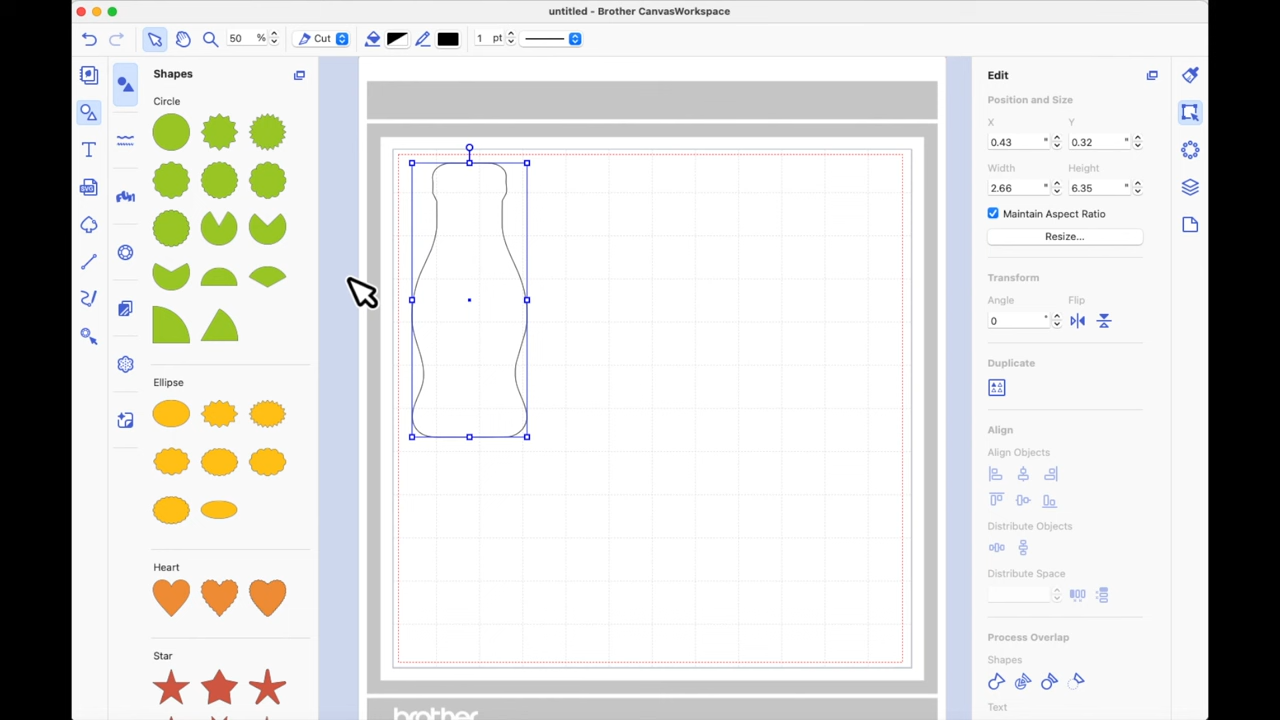 untitled - Brother CanvasWorkspace
50 % Cut 1 pt
Shapes
Circle
Ellipse
Heart
Star
Edit
Position and Size
X Y
0.43 " 0.32 "
Width Height
2.66 " 6.35 "
Maintain Aspect Ratio
Resize...
Transform
Angle Flip
0 °
Duplicate
Align
Align Objects
Distribute Objects
Distribute Space
Process Overlap
Shapes
Text
brother